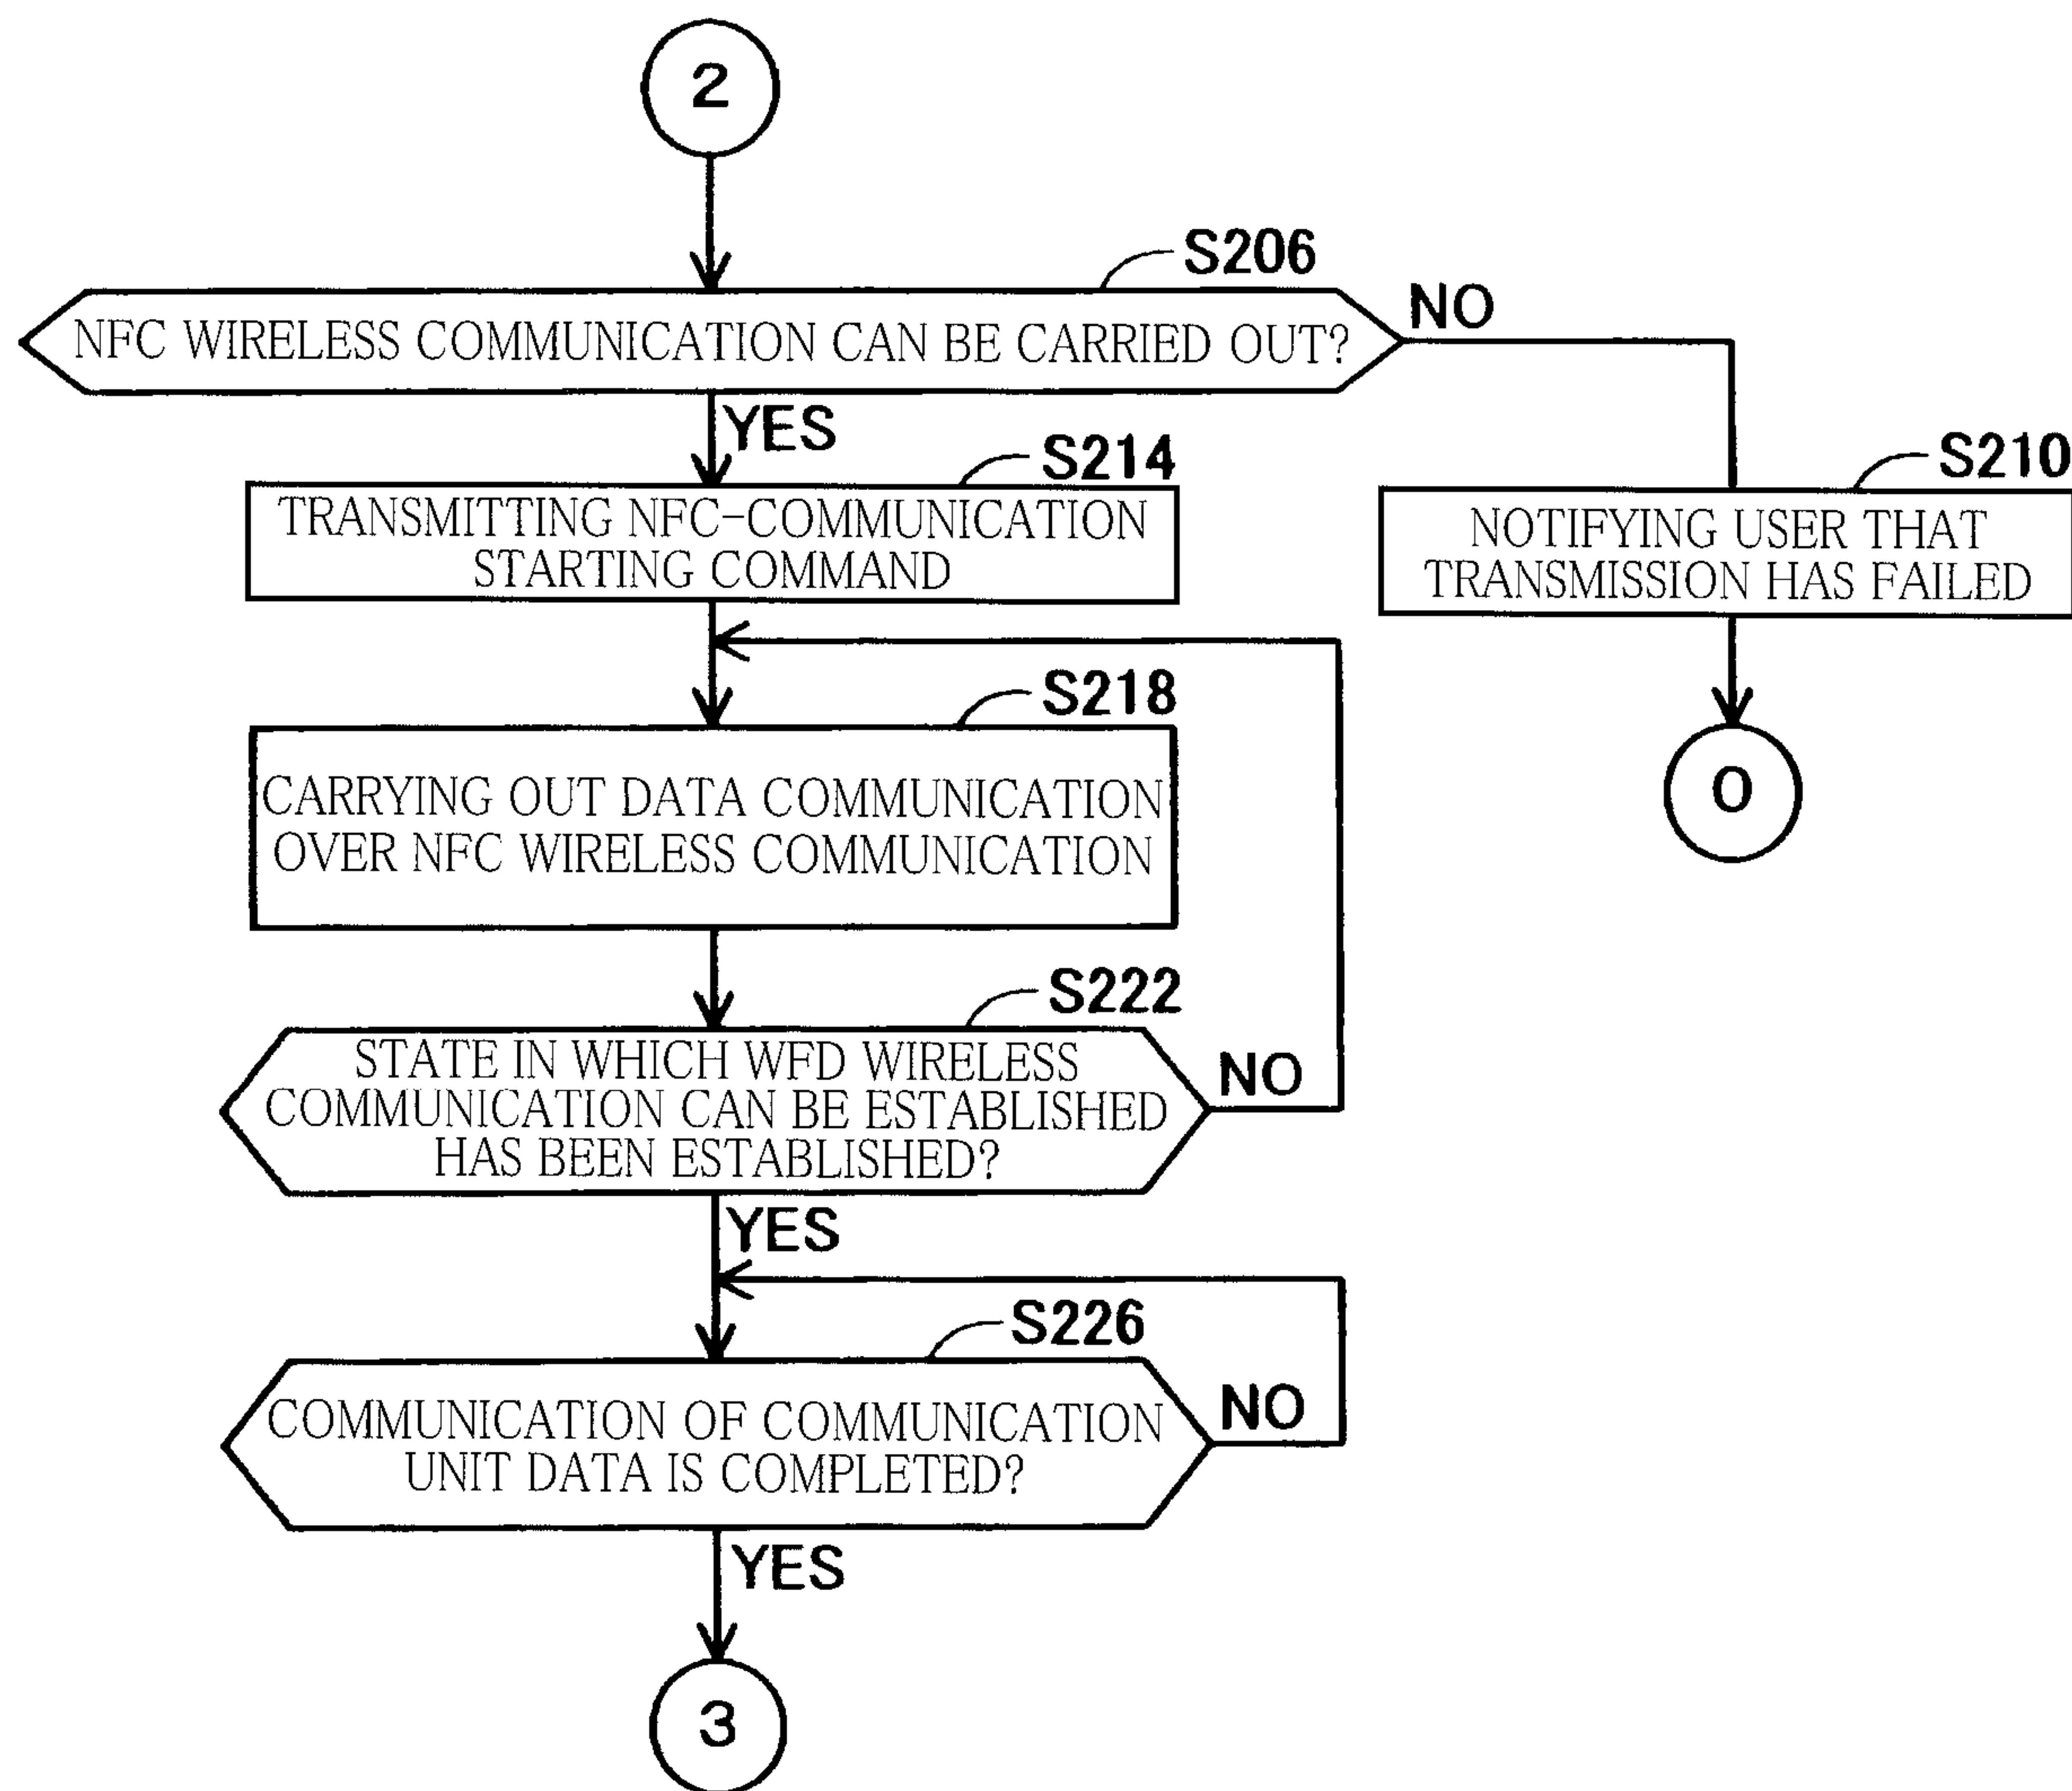 2
S206
NFC WIRELESS COMMUNICATION CAN BE CARRIED OUT?
NO
YES
S214
TRANSMITTING NFC-COMMUNICATION
STARTING COMMAND
S210
NOTIFYING USER THAT
TRANSMISSION HAS FAILED
0
S218
CARRYING OUT DATA COMMUNICATION
OVER NFC WIRELESS COMMUNICATION
S222
STATE IN WHICH WFD WIRELESS
COMMUNICATION CAN BE ESTABLISHED
HAS BEEN ESTABLISHED?
NO
YES
S226
COMMUNICATION OF COMMUNICATION
UNIT DATA IS COMPLETED?
NO
YES
3